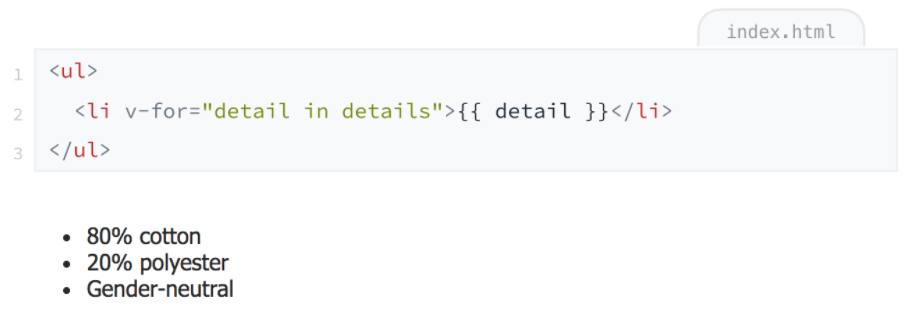 index.html
1 <ul>
2 <li v-for="detail in details">{{ detail }}</li>
3 </ul>
• 80% cotton
• 20% polyester
• Gender-neutral